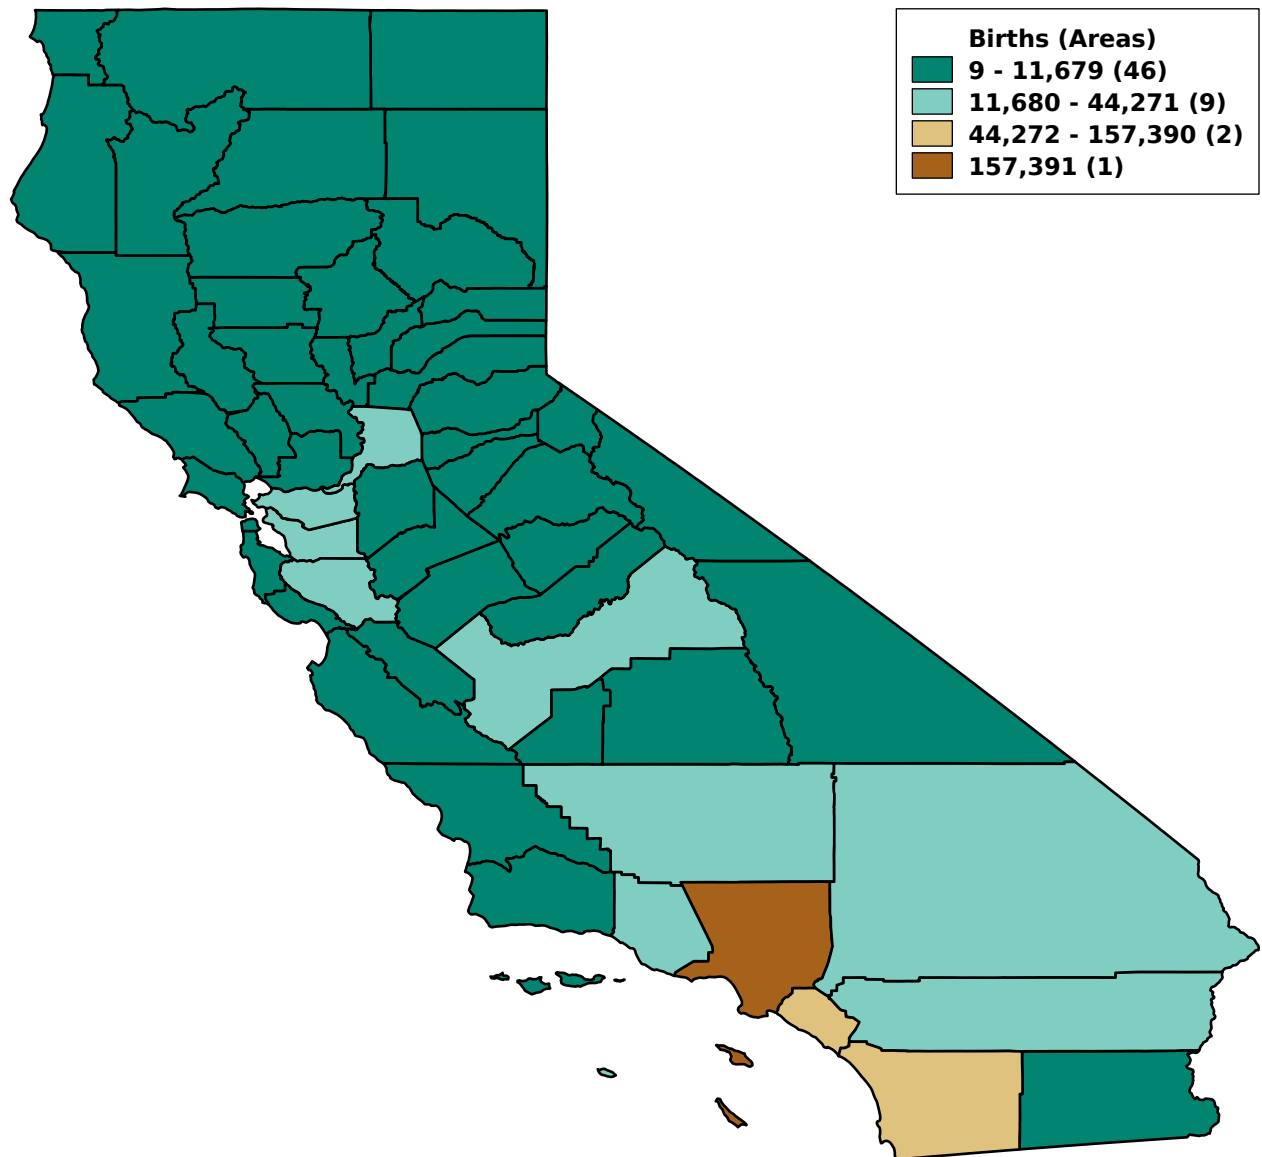 Births (Areas)
9 - 11,679 (46)
11,680 - 44,271 (9)
44,272 - 157,390 (2)
157,391 (1)